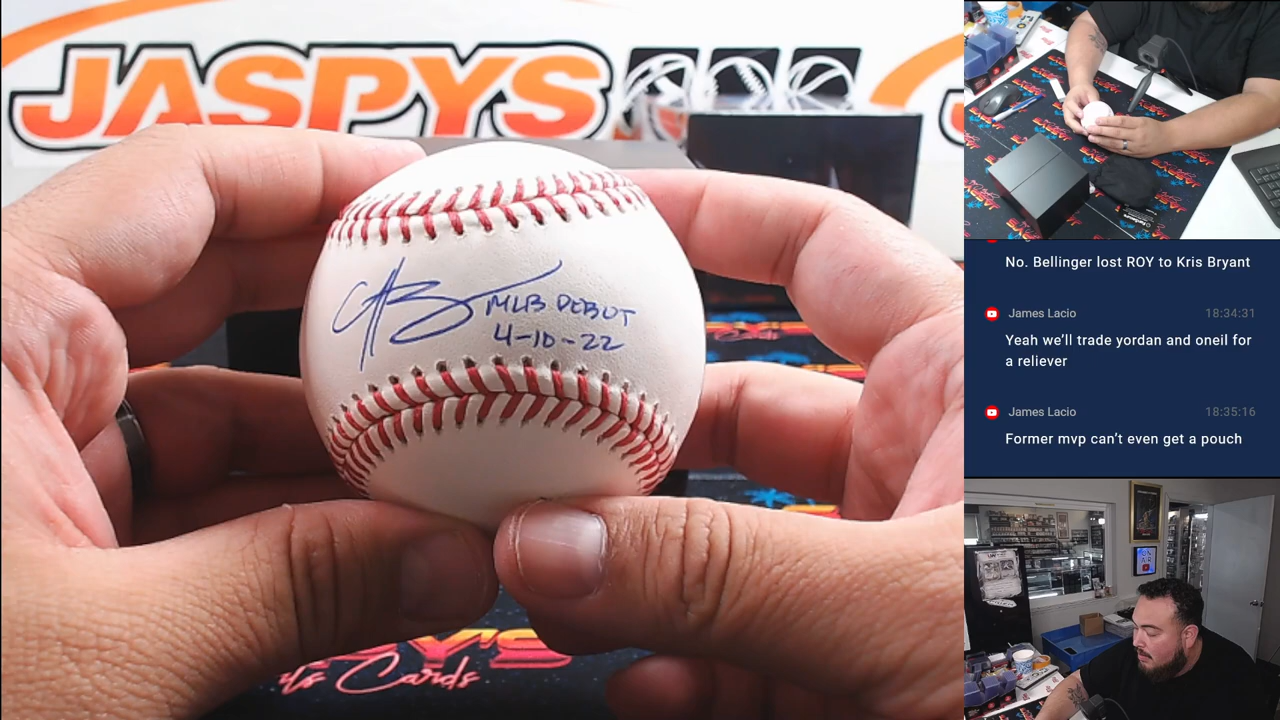 JASPYS
MLB DEBUT
4-10-22
No. Bellinger lost ROY to Kris Bryant
James Lacio 18:34:31
Yeah we'll trade yordan and oneil for
a reliever
James Lacio 18:35:16
Former mvp can't even get a pouch
Cards